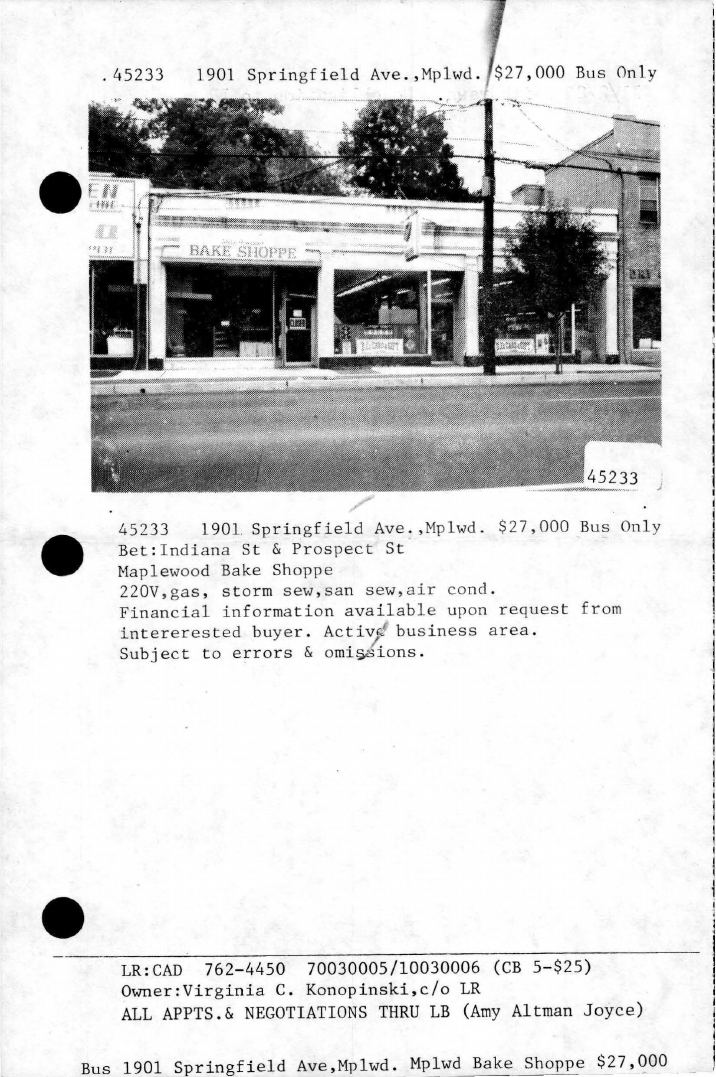 .45233 1901 Springfield Ave.,Mplwd. $27,000 Bus Only
EN
BAKE SHOPPE
45233
45233 1901 Springfield Ave.,Mplwd. $27,000 Bus Only
Bet:Indiana St & Prospect St
Maplewood Bake Shoppe
220V,gas, storm sew,san sew,air cond.
Financial information available upon request from
intererested buyer. Active business area.
Subject to errors & omissions.
LR:CAD 762-4450 70030005/10030006 (CB 5-$25)
Owner:Virginia C. Konopinski,c/o LR
ALL APPTS.& NEGOTIATIONS THRU LB (Amy Altman Joyce)
Bus 1901 Springfield Ave,Mplwd. Mplwd Bake Shoppe $27,000